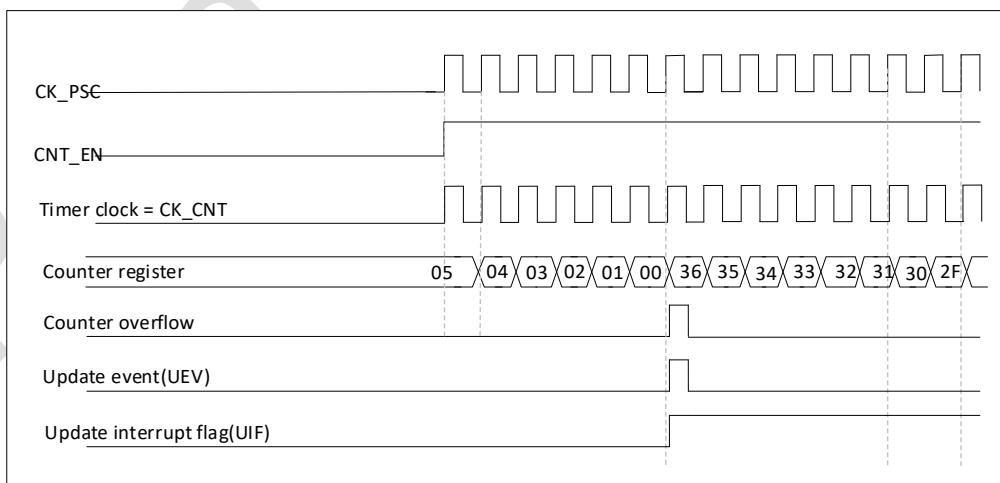 CK_PSC
CNT_EN
Timer clock = CK_CNT
Counter register 05 04 03 02 01 00 36 35 34 33 32 31 30 2F
Counter overflow
Update event(UEV)
Update interrupt flag(UIF)